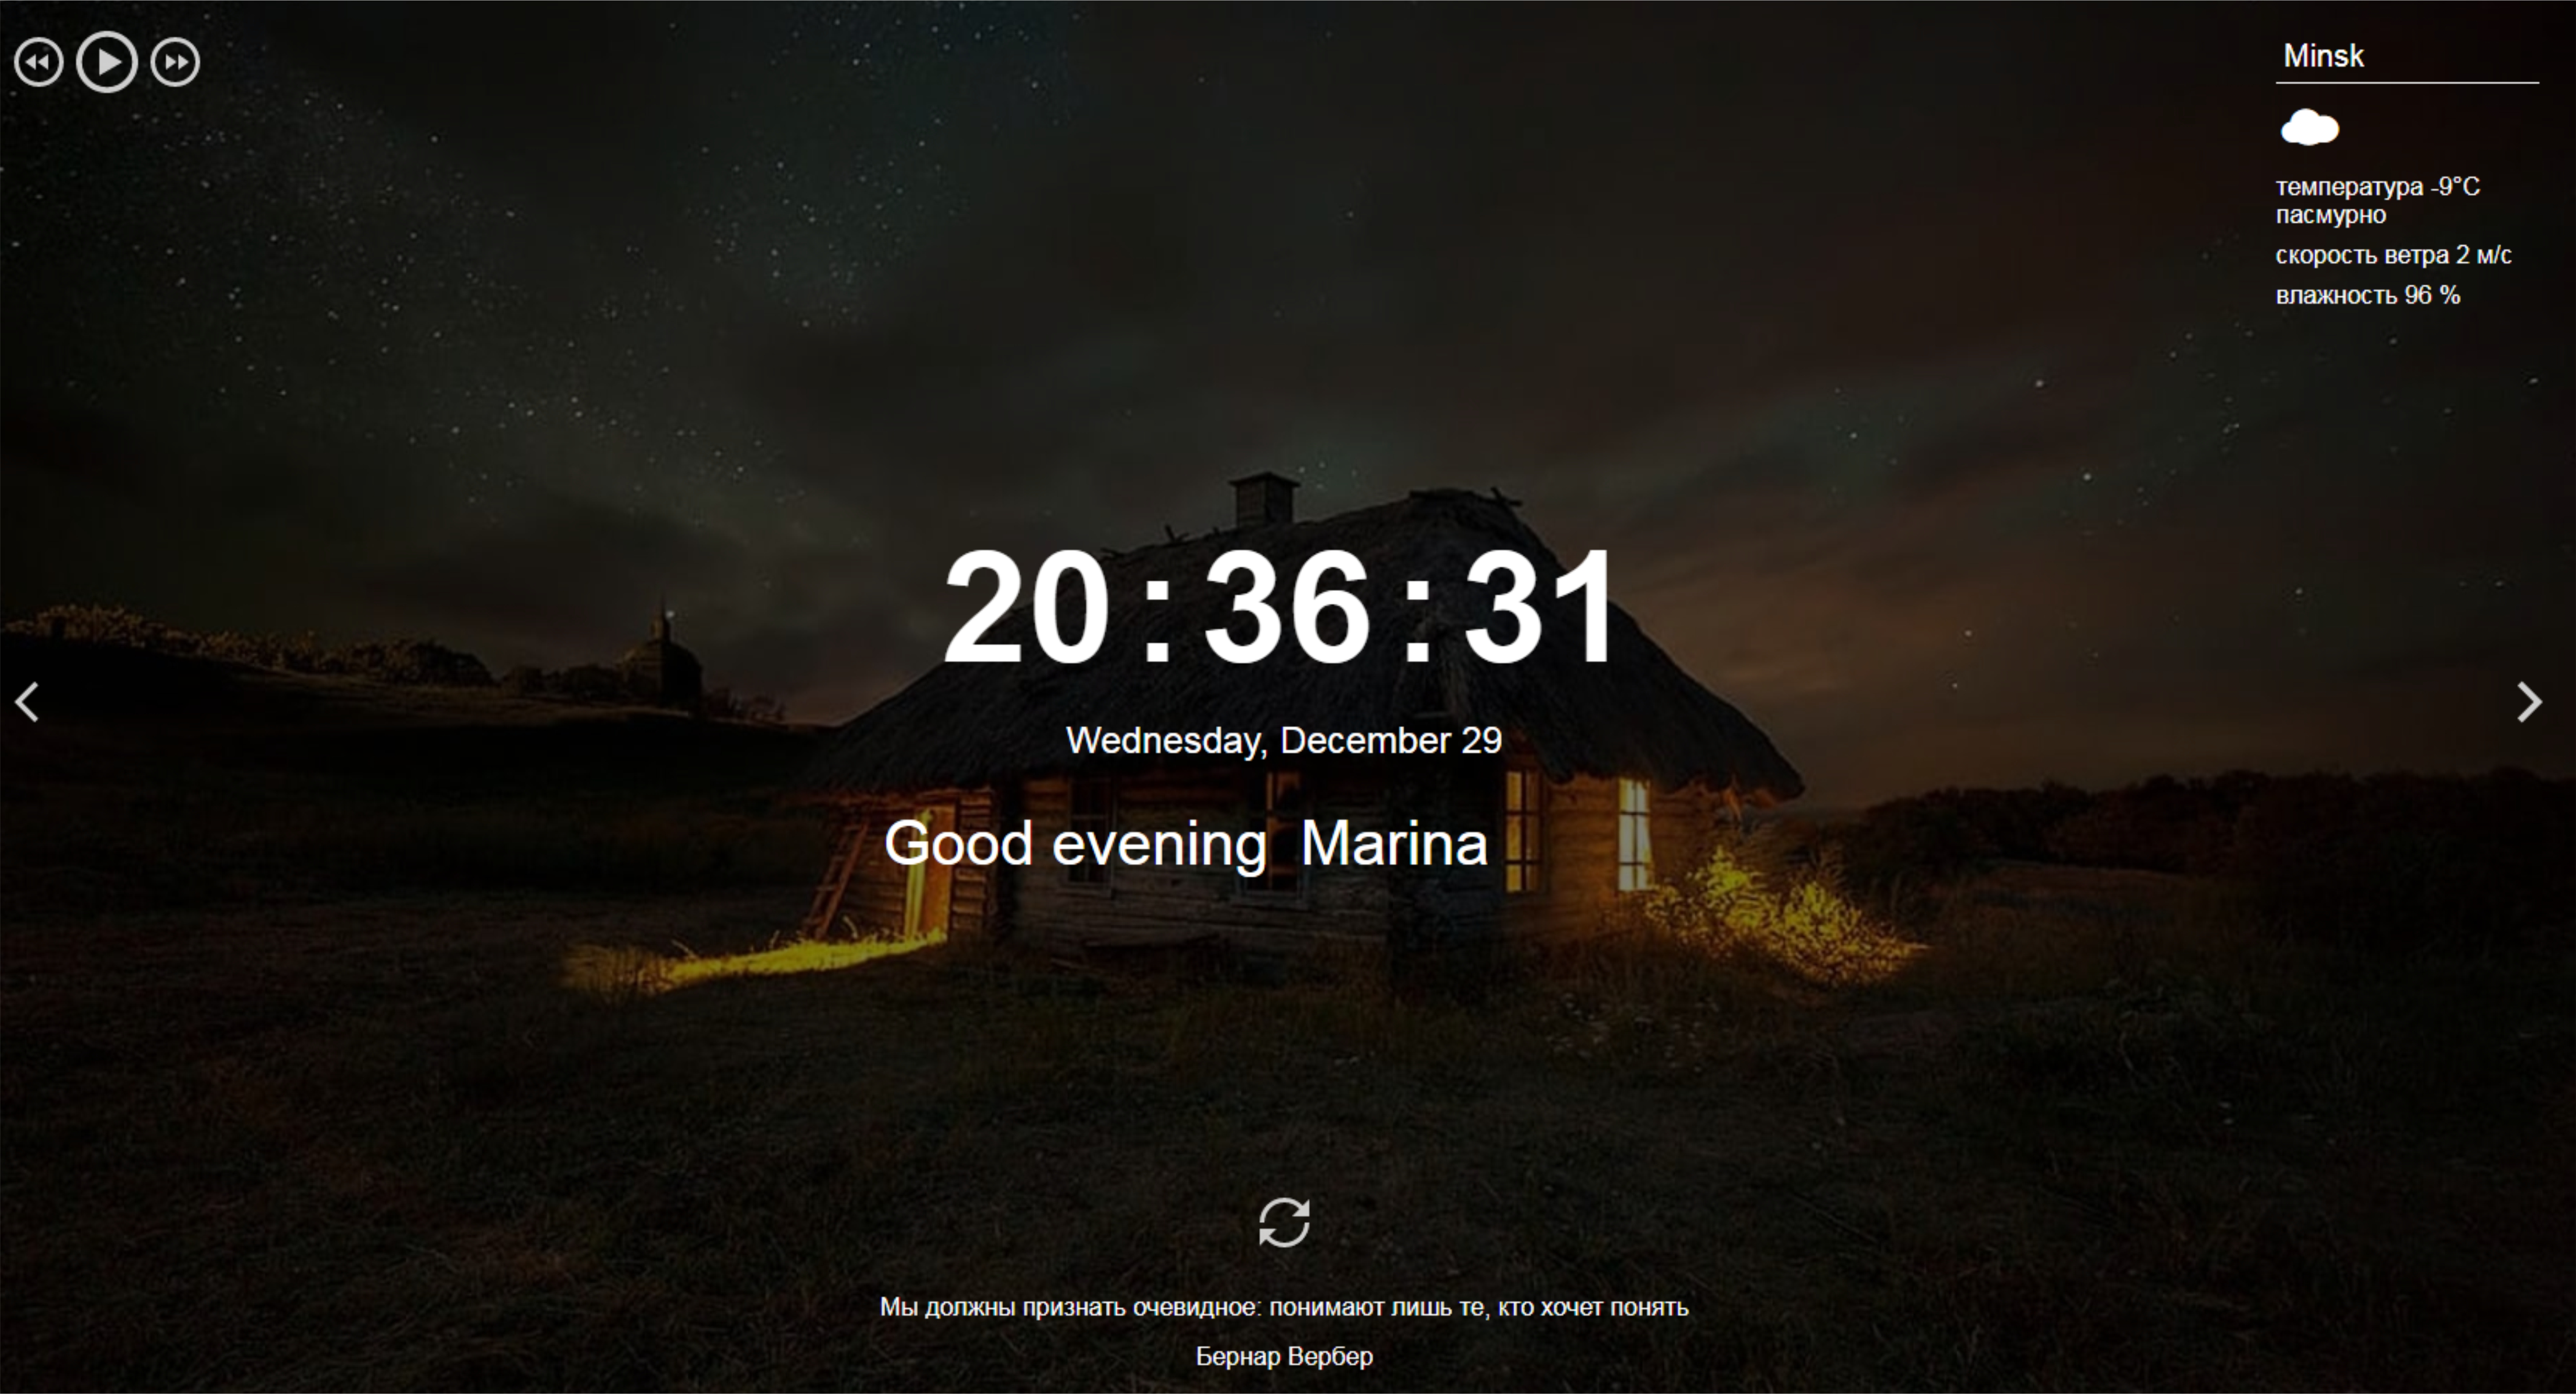 Minsk
температура -9°C
пасмурно
скорость ветра 2 м/с
влажность 96 %
20 : 36 : 31
Wednesday, December 29
Good evening Marina
Мы должны признать очевидное: понимают лишь те, кто хочет понять
Бернар Вербер